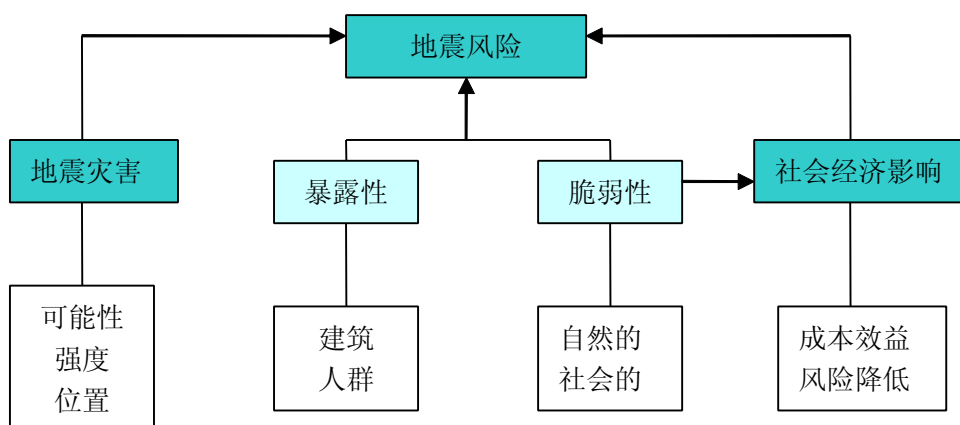 地震风险
地震灾害
暴露性
脆弱性
社会经济影响
可能性
强度
位置
建筑
人群
自然的
社会的
成本效益
风险降低